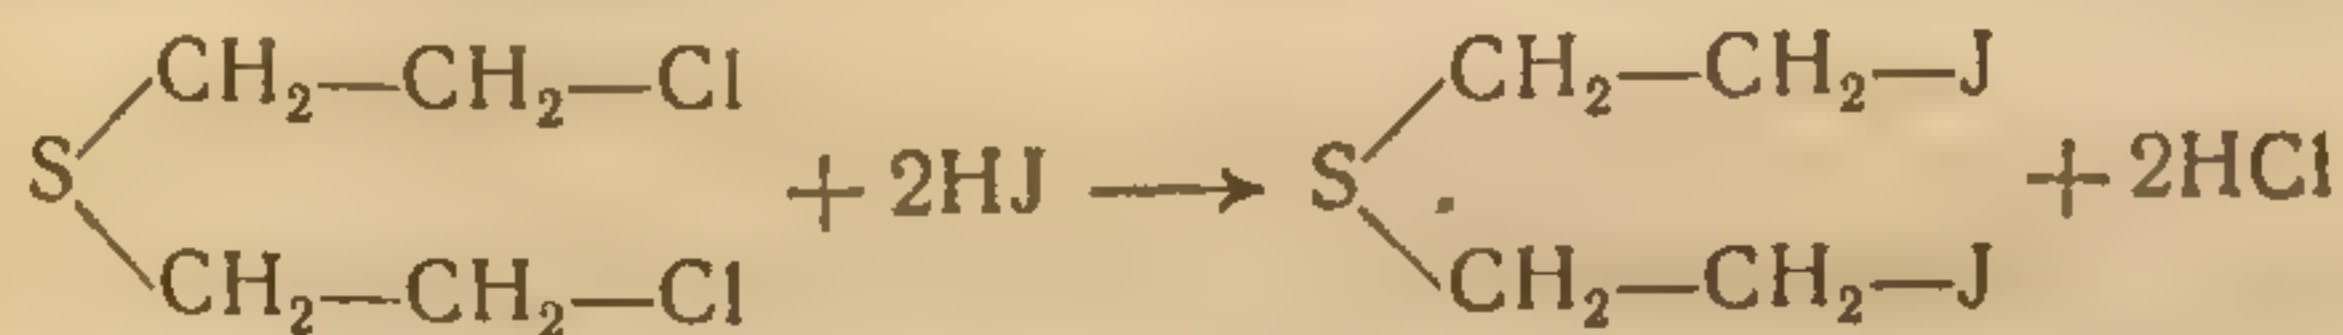 CH₂—CH₂—Cl CH₂—CH₂—J
S + 2HJ → S + 2HCl
CH₂—CH₂—Cl CH₂—CH₂—J